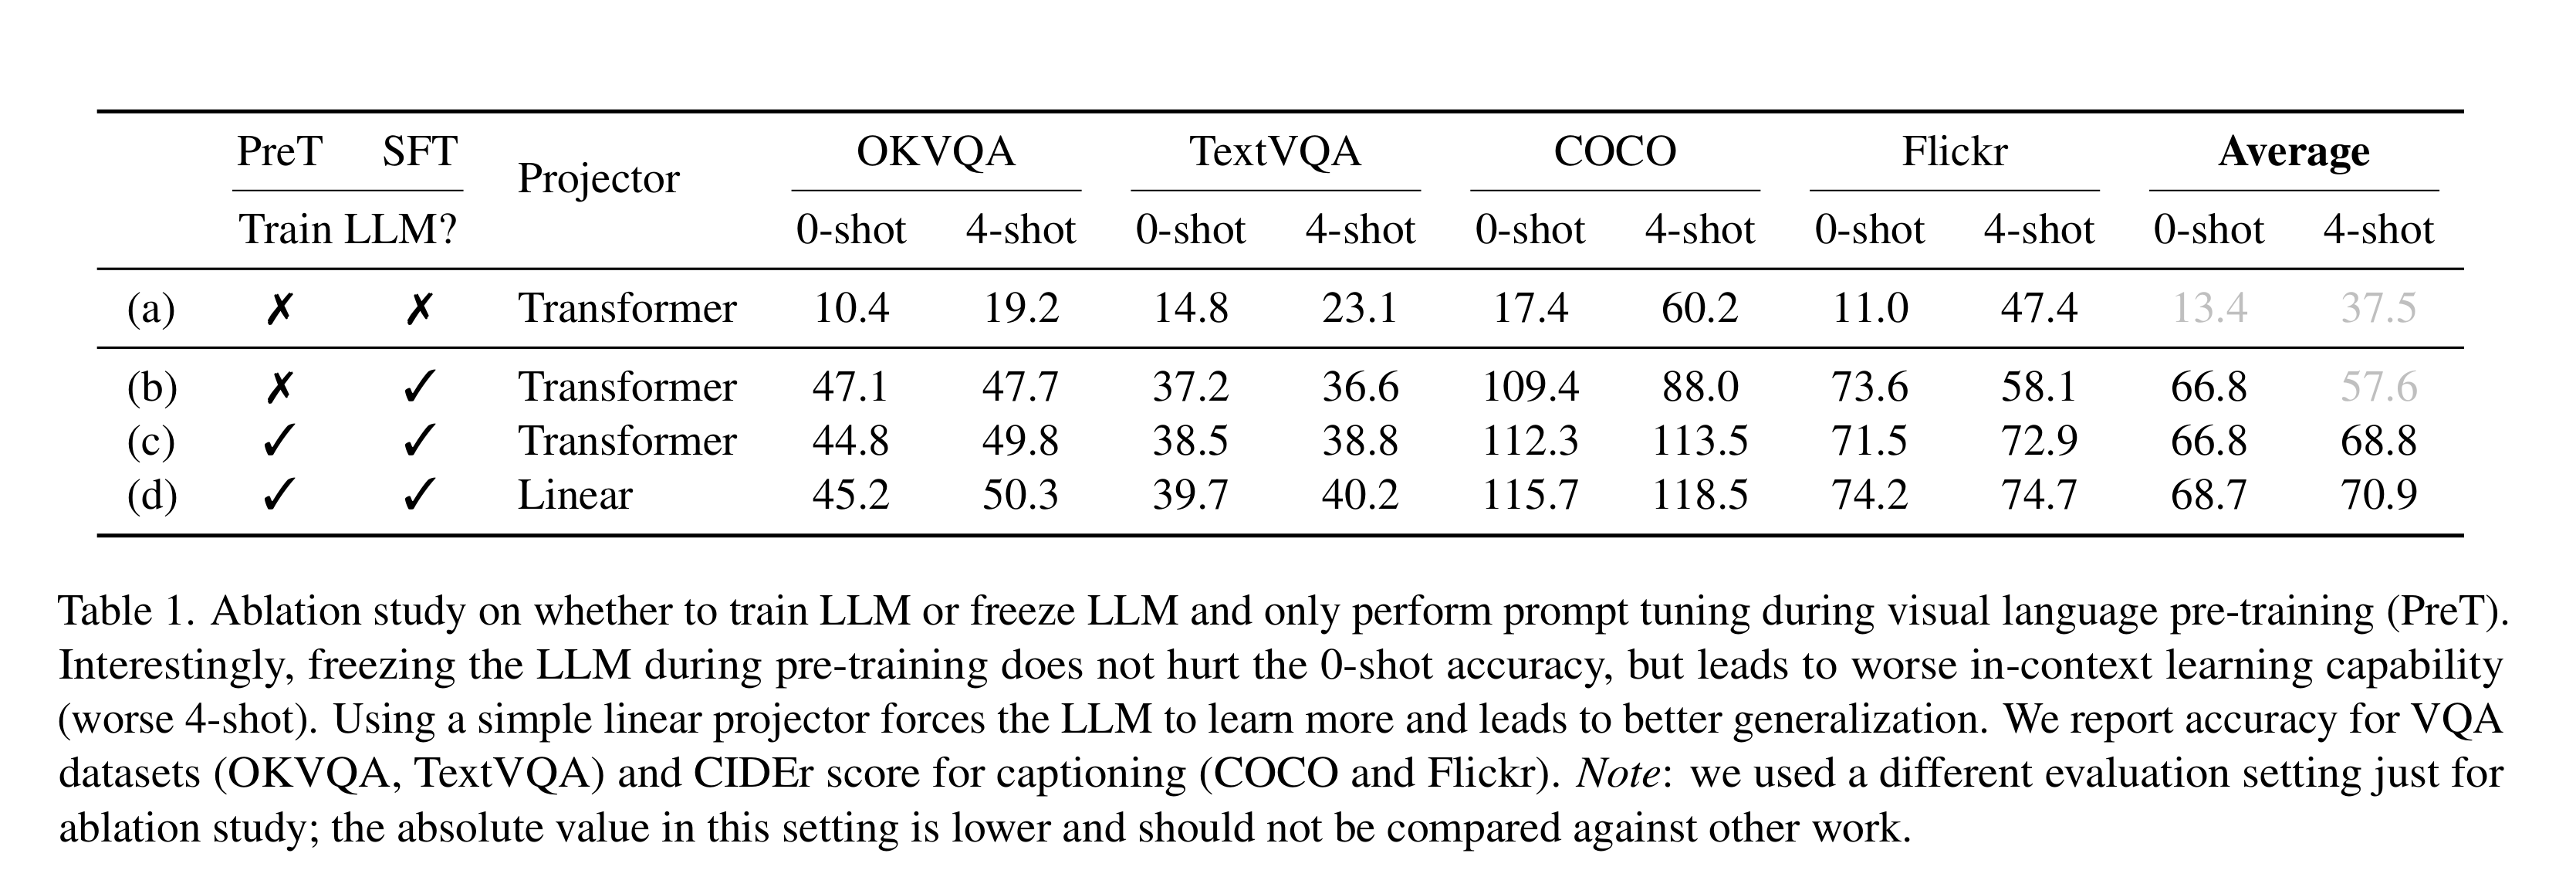 PreT SFT Projector OKVQA TextVQA COCO Flickr Average
Train LLM? 0-shot 4-shot 0-shot 4-shot 0-shot 4-shot 0-shot 4-shot 0-shot 4-shot
(a) ✗ ✗ Transformer 10.4 19.2 14.8 23.1 17.4 60.2 11.0 47.4 13.4 37.5
(b) ✗ ✓ Transformer 47.1 47.7 37.2 36.6 109.4 88.0 73.6 58.1 66.8 57.6
(c) ✓ ✓ Transformer 44.8 49.8 38.5 38.8 112.3 113.5 71.5 72.9 66.8 68.8
(d) ✓ ✓ Linear 45.2 50.3 39.7 40.2 115.7 118.5 74.2 74.7 68.7 70.9
Table 1. Ablation study on whether to train LLM or freeze LLM and only perform prompt tuning during visual language pre-training (PreT).
Interestingly, freezing the LLM during pre-training does not hurt the 0-shot accuracy, but leads to worse in-context learning capability
(worse 4-shot). Using a simple linear projector forces the LLM to learn more and leads to better generalization. We report accuracy for VQA
datasets (OKVQA, TextVQA) and CIDEr score for captioning (COCO and Flickr). Note: we used a different evaluation setting just for
ablation study; the absolute value in this setting is lower and should not be compared against other work.